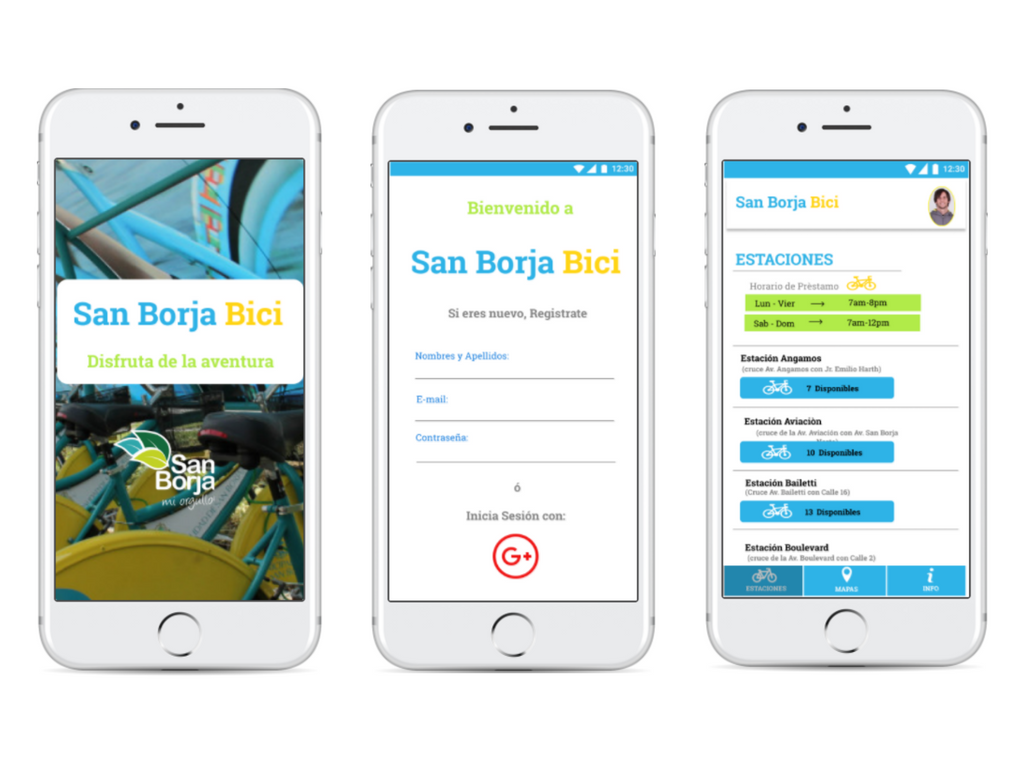 San Borja Bici
Disfruta de la aventura
San
Borja
mi orgullo
12:30
Bienvenido a
San Borja Bici
Si eres nuevo, Registrate
Nombres y Apellidos:
E-mail:
Contraseña:
ó
Inicia Sesión con:
G+
12:30
San Borja Bici
ESTACIONES
Horario de Prèstamo
Lun - Vier → 7am-8pm
Sab - Dom → 7am-12pm
Estación Angamos
(cruce Av. Angamos con Jr. Emilio Harth)
7 Disponibles
Estación Aviaciòn
(cruce de la Av. Aviación con Av. San Borja
10 Disponibles
Estación Bailetti
(Cruce Av. Bailetti con Calle 16)
13 Disponibles
Estación Boulevard
(cruce de la Av. Boulevard con Calle 2)
ESTACIONES
MAPAS
INFO